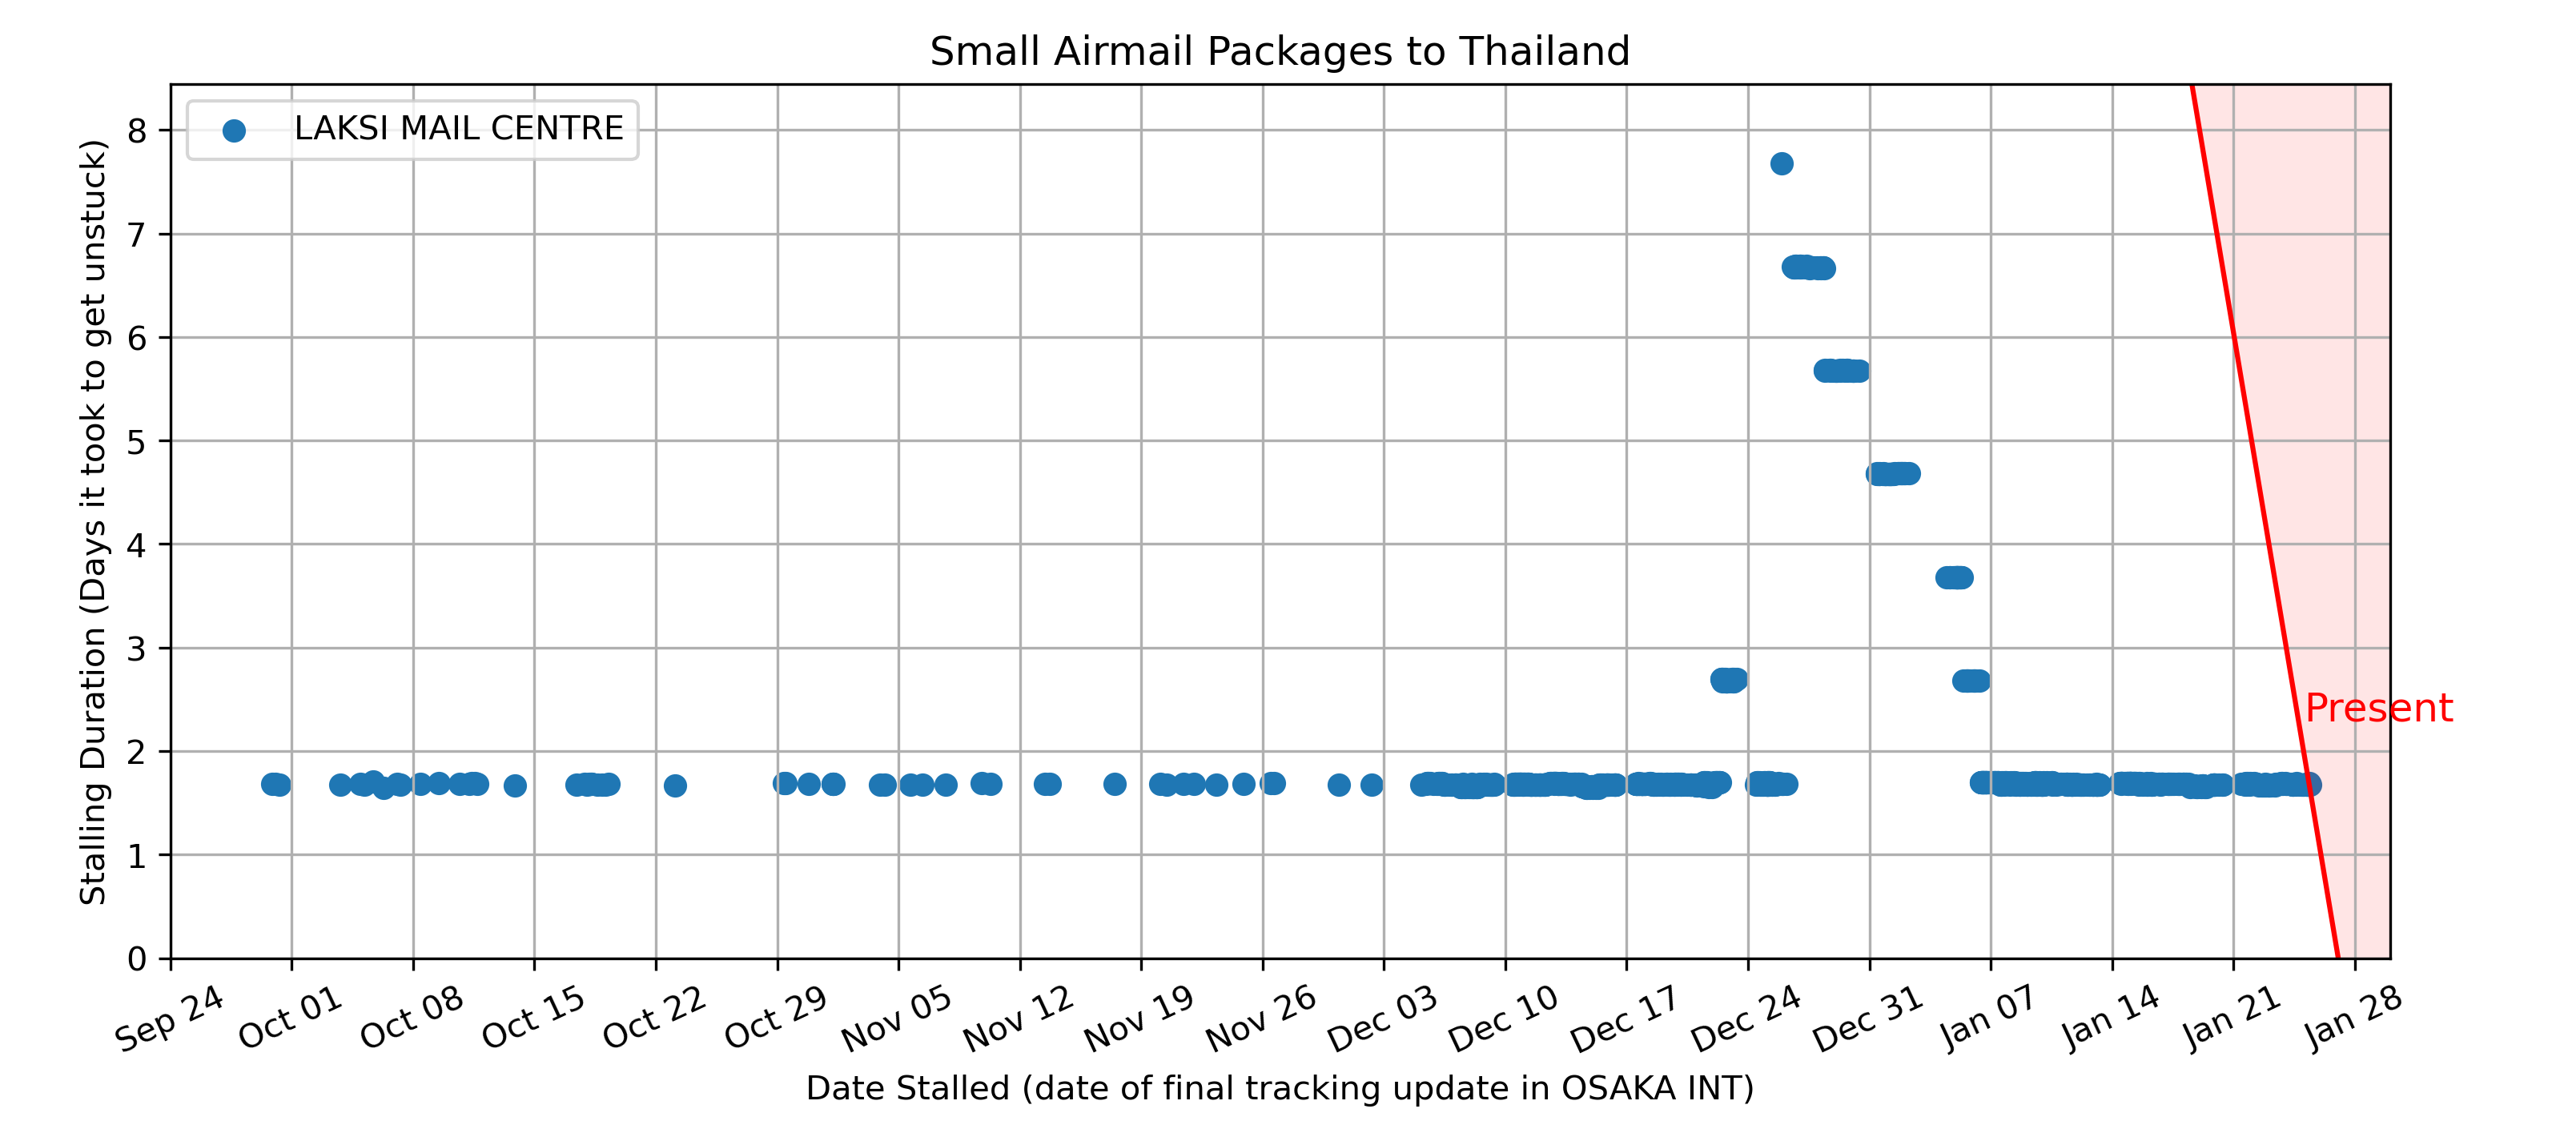 Small Airmail Packages to Thailand
LAKSI MAIL CENTRE
Stalling Duration (Days it took to get unstuck)
8
7
6
5
4
3
2
1
0
Present
Sep 24 Oct 01 Oct 08 Oct 15 Oct 22 Oct 29 Nov 05 Nov 12 Nov 19 Nov 26 Dec 03 Dec 10 Dec 17 Dec 24 Dec 31 Jan 07 Jan 14 Jan 21 Jan 28
Date Stalled (date of final tracking update in OSAKA INT)